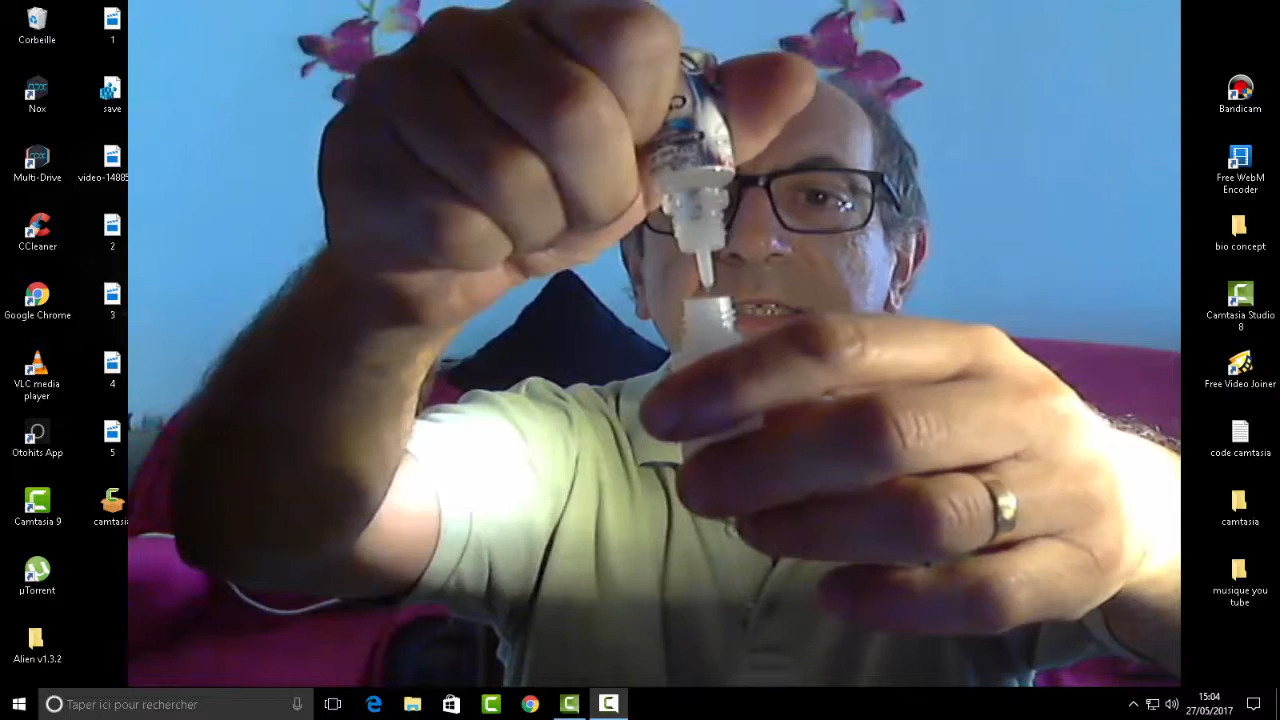 Corbeille
1
Nox
save
Multi-Drive
video-14885
CCleaner
2
Google Chrome
3
VLC media
player
4
Otohits App
5
Camtasia 9
camtasia
µTorrent
Alien v1.3.2
Bandicam
Free WebM
Encoder
bio concept
Camtasia Studio
8
Free Video Joiner
code camtasia
camtasia
musique you
tube
Taper ici pour rechercher
15:04
27/05/2017